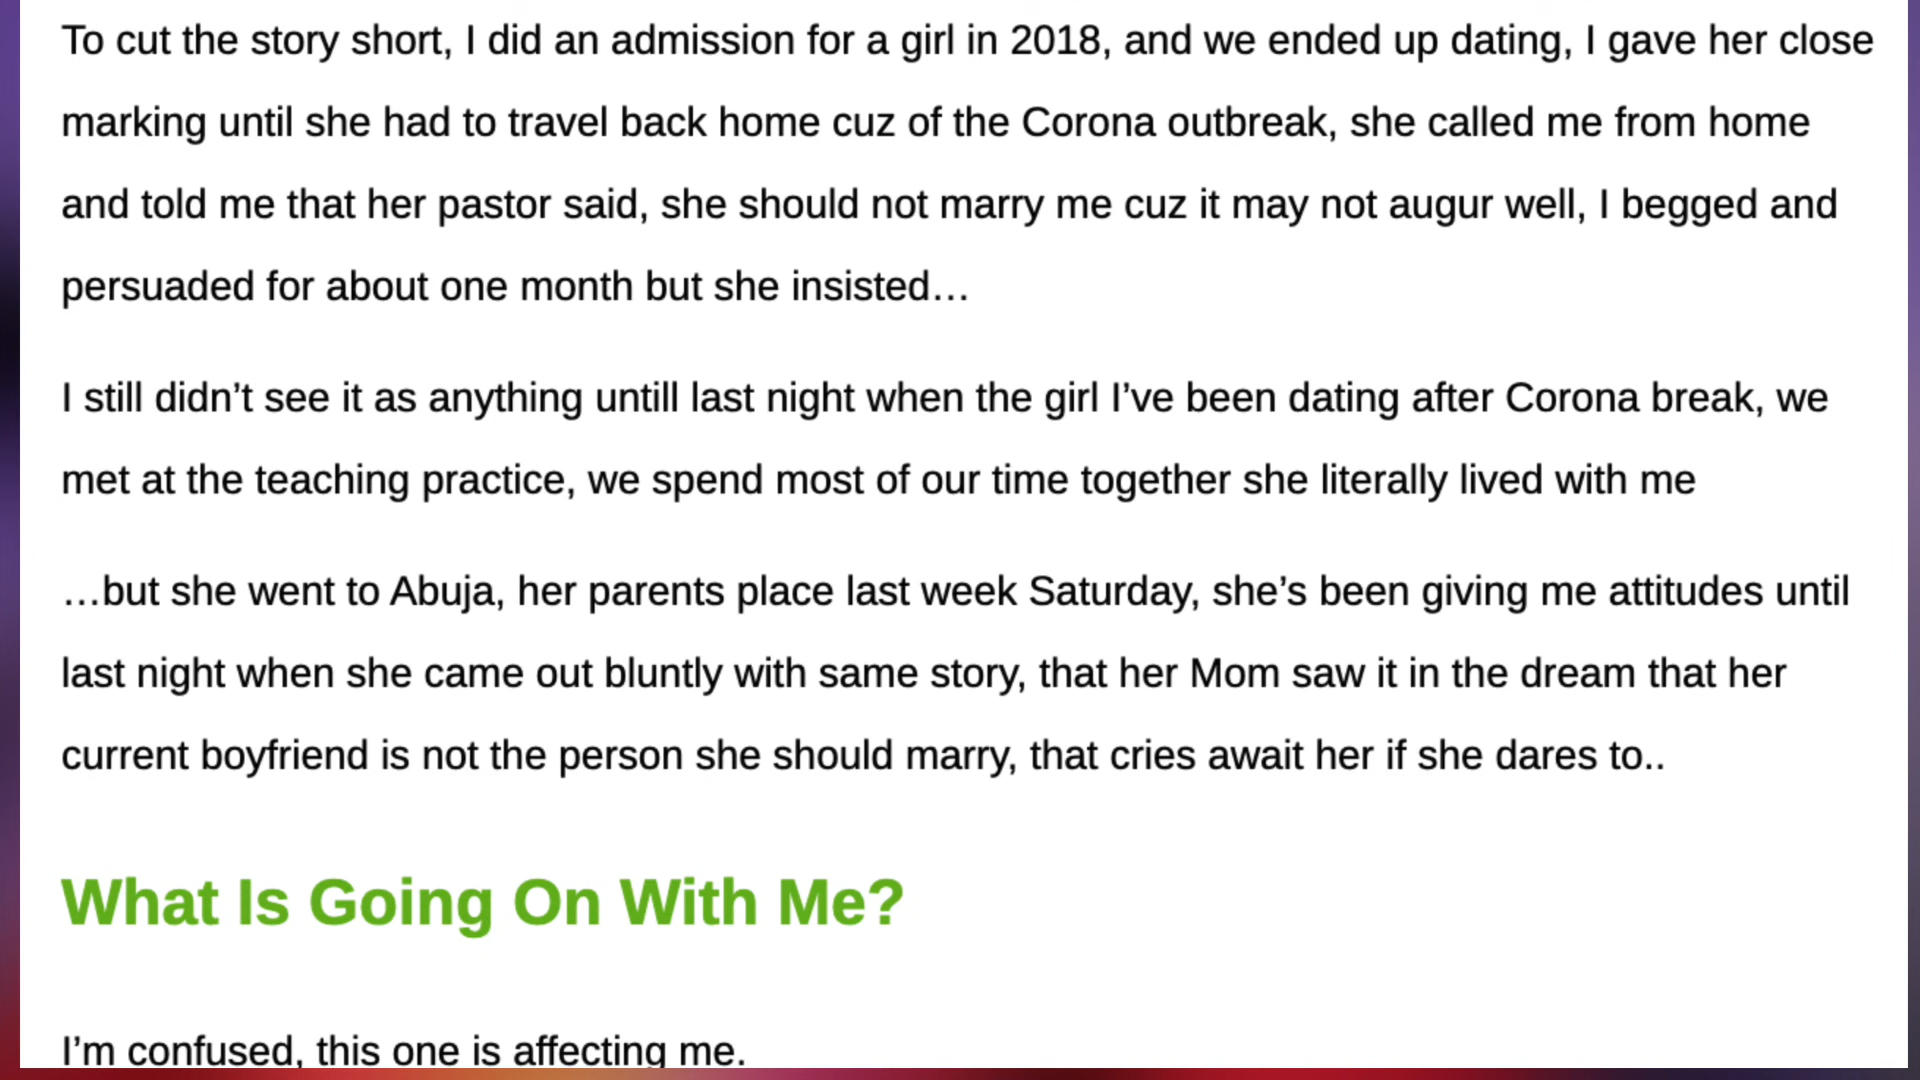 To cut the story short, I did an admission for a girl in 2018, and we ended up dating, I gave her close
marking until she had to travel back home cuz of the Corona outbreak, she called me from home
and told me that her pastor said, she should not marry me cuz it may not augur well, I begged and
persuaded for about one month but she insisted…
I still didn’t see it as anything untill last night when the girl I’ve been dating after Corona break, we
met at the teaching practice, we spend most of our time together she literally lived with me
…but she went to Abuja, her parents place last week Saturday, she’s been giving me attitudes until
last night when she came out bluntly with same story, that her Mom saw it in the dream that her
current boyfriend is not the person she should marry, that cries await her if she dares to..
What Is Going On With Me?
I’m confused, this one is affecting me.